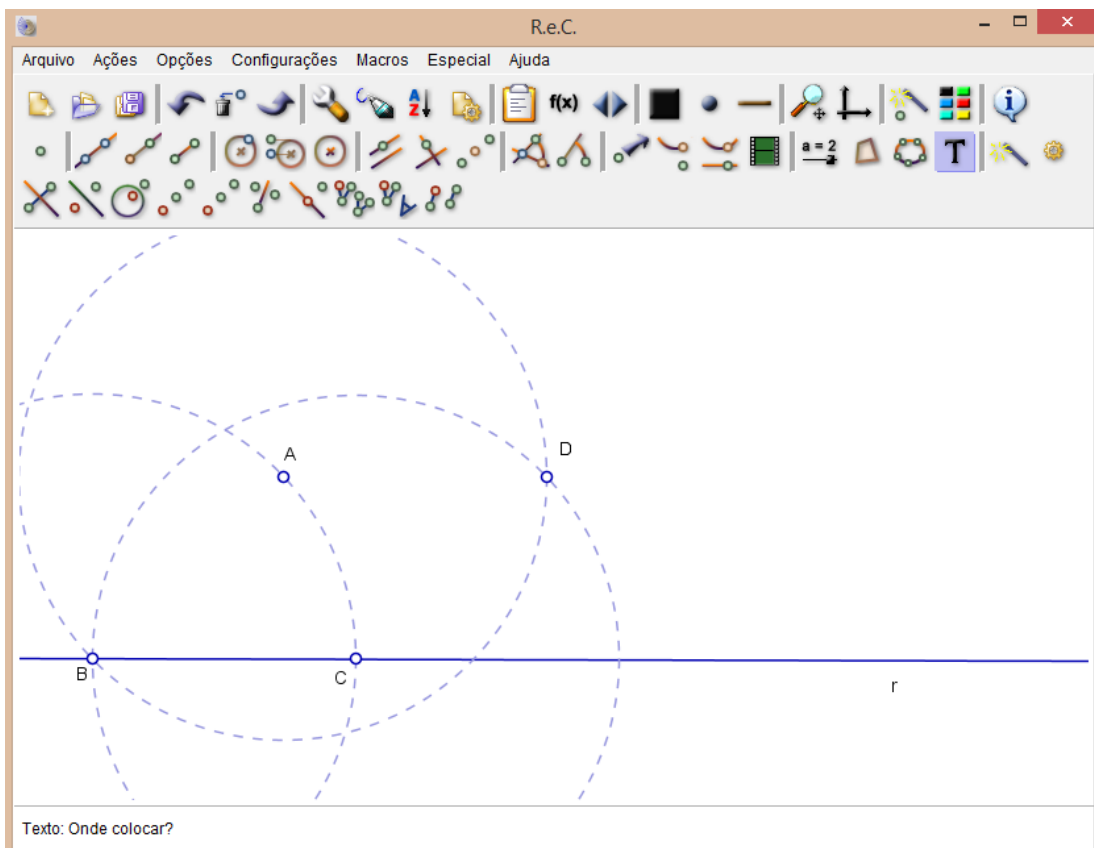 R.e.C.
Arquivo Ações Opções Configurações Macros Especial Ajuda
A
Z
f(x)
a = 2
T
A
D
B
C
r
Texto: Onde colocar?